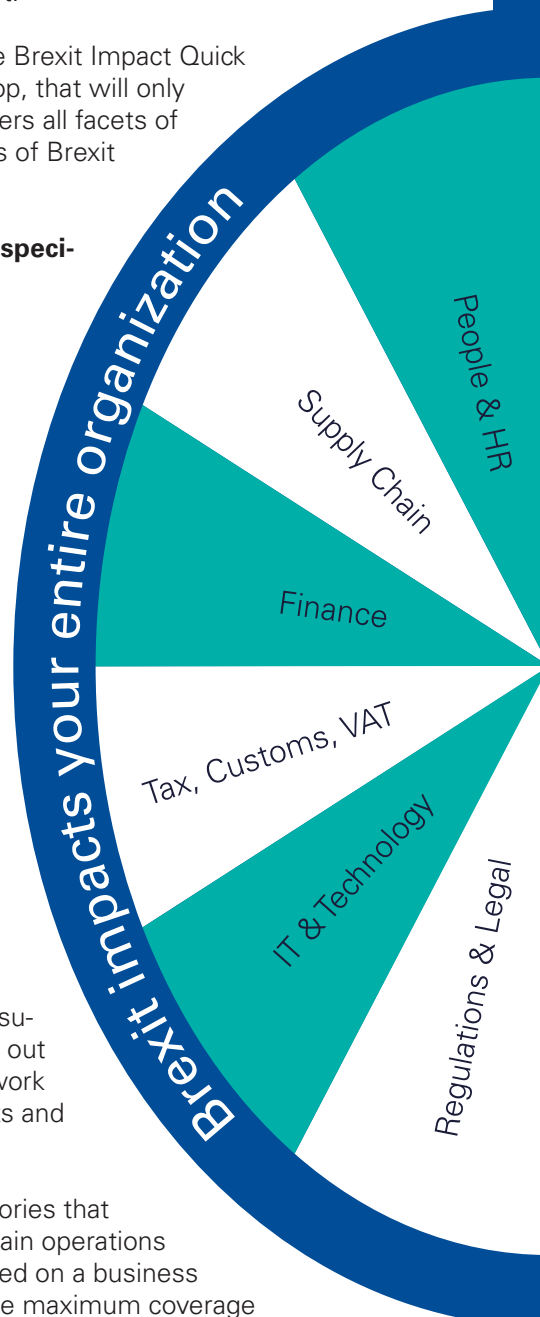 e Brexit Impact Quick
op, that will only
ers all facets of
s of Brexit
speci-
Brexit impacts your entire organization
People & HR
Supply Chain
Finance
Tax, Customs, VAT
IT & Technology
Regulations & Legal
su-
out
work
ts and
ories that
ain operations
ed on a business
e maximum coverage